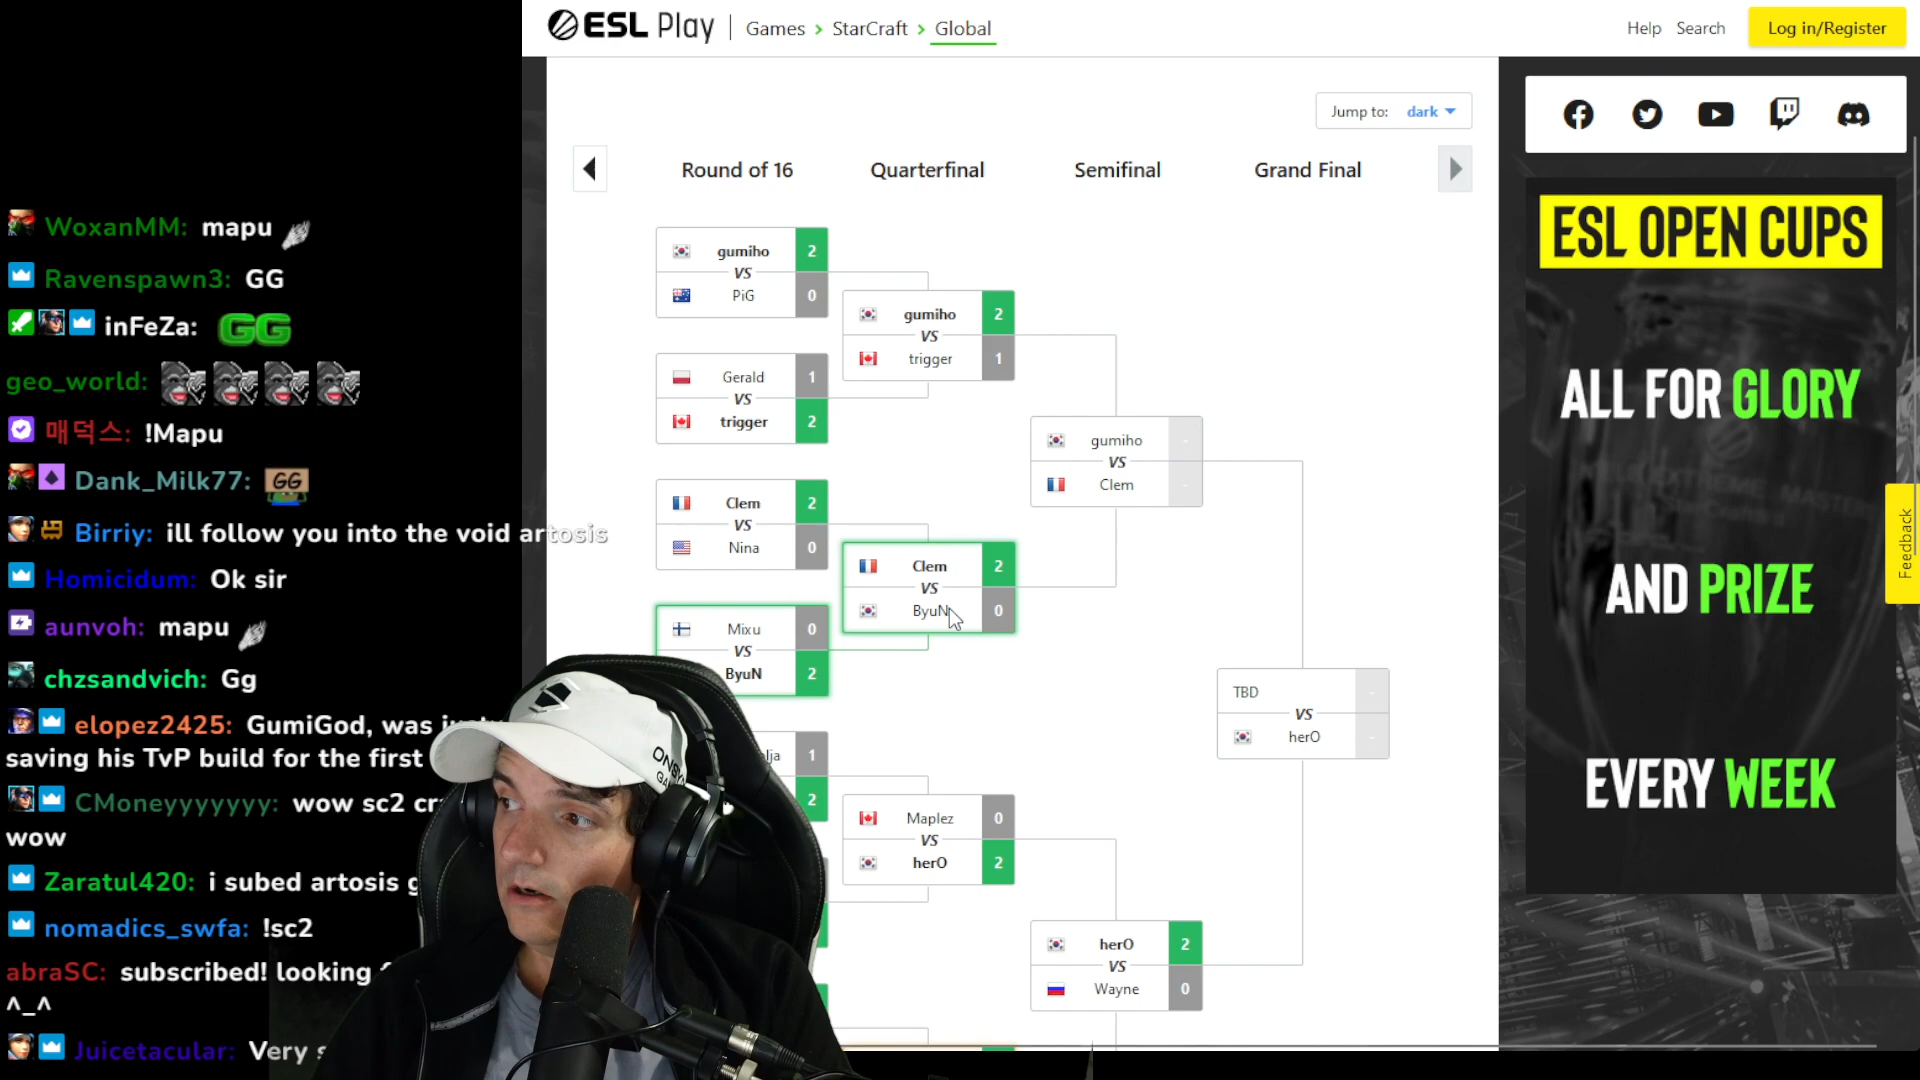 ESL Play
Games > StarCraft > Global
Help
Search
Log in/Register
Jump to: dark
Round of 16
Quarterfinal
Semifinal
Grand Final
gumiho 2
VS
PiG 0
Gerald 1
VS
trigger 2
Clem 2
VS
Nina 0
Mixu 0
VS
ByuN 2
lja 1
2
gumiho 2
VS
trigger 1
Clem 2
VS
ByuN 0
Maplez 0
VS
herO 2
gumiho -
VS
Clem -
herO 2
VS
Wayne 0
TBD -
VS
herO -
ESL OPEN CUPS
ALL FOR GLORY
AND PRIZE
EVERY WEEK
Feedback
WoxanMM: mapu
Ravenspawn3: GG
inFeZa: GG
geo_world:
매덕스: !Mapu
Dank_Milk77: GG
Birriy: ill follow you into the void artosis
Homicidum: Ok sir
aunvoh: mapu
chzsandvich: Gg
elopez2425: GumiGod, was
saving his TvP build for the first
CMoneyyyyyyy: wow sc2
wow
Zaratul420: i subed artosis
nomadics_swfa: !sc2
abraSC: subscribed! looking
^_^
Juicetacular: Very